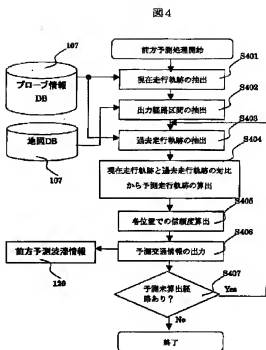 図4
前方予測処理開始
107
S401
プローブ情報
DB
現在走行軌跡の抽出
S402
出力経路区間の抽出
S403
地図DB
過去走行軌跡の抽出
S404
107
現在走行軌跡と過去走行軌跡の対比
から予測走行軌跡の算出
S405
各位置での信頼度算出
S406
前方予測渋滞情報
予測交通情報の出力
120
S407
予測未算出経
路あり？
Yes
No
終了